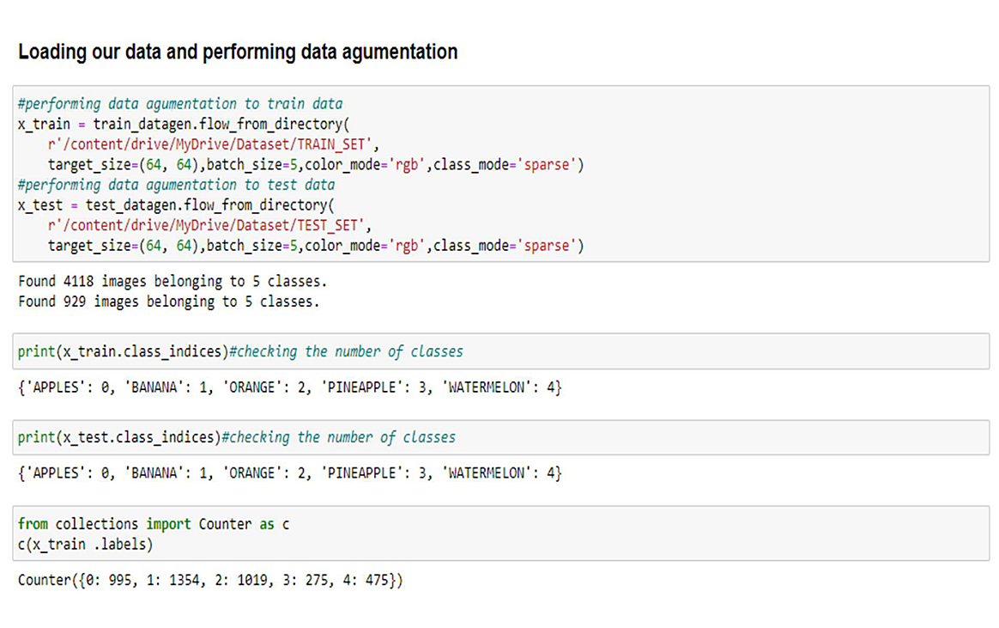 Loading our data and performing data agumentation
#performing data agumentation to train data
x_train = train_datagen.flow_from_directory(
    r'/content/drive/MyDrive/Dataset/TRAIN_SET',
    target_size=(64, 64),batch_size=5,color_mode='rgb',class_mode='sparse')
#performing data agumentation to test data
x_test = test_datagen.flow_from_directory(
    r'/content/drive/MyDrive/Dataset/TEST_SET',
    target_size=(64, 64),batch_size=5,color_mode='rgb',class_mode='sparse')
Found 4118 images belonging to 5 classes.
Found 929 images belonging to 5 classes.
print(x_train.class_indices)#checking the number of classes
{'APPLES': 0, 'BANANA': 1, 'ORANGE': 2, 'PINEAPPLE': 3, 'WATERMELON': 4}
print(x_test.class_indices)#checking the number of classes
{'APPLES': 0, 'BANANA': 1, 'ORANGE': 2, 'PINEAPPLE': 3, 'WATERMELON': 4}
from collections import Counter as c
c(x_train .labels)
Counter({0: 995, 1: 1354, 2: 1019, 3: 275, 4: 475})